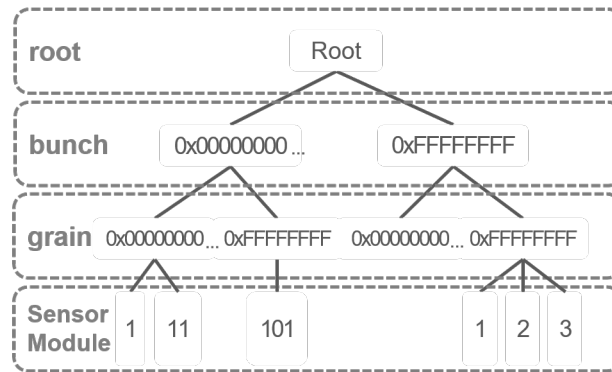 root Root
bunch 0x00000000 ... 0xFFFFFFFF
grain 0x00000000 ... 0xFFFFFFFF 0x00000000 ... 0xFFFFFFFF
Sensor
Module 1 11 101 1 2 3